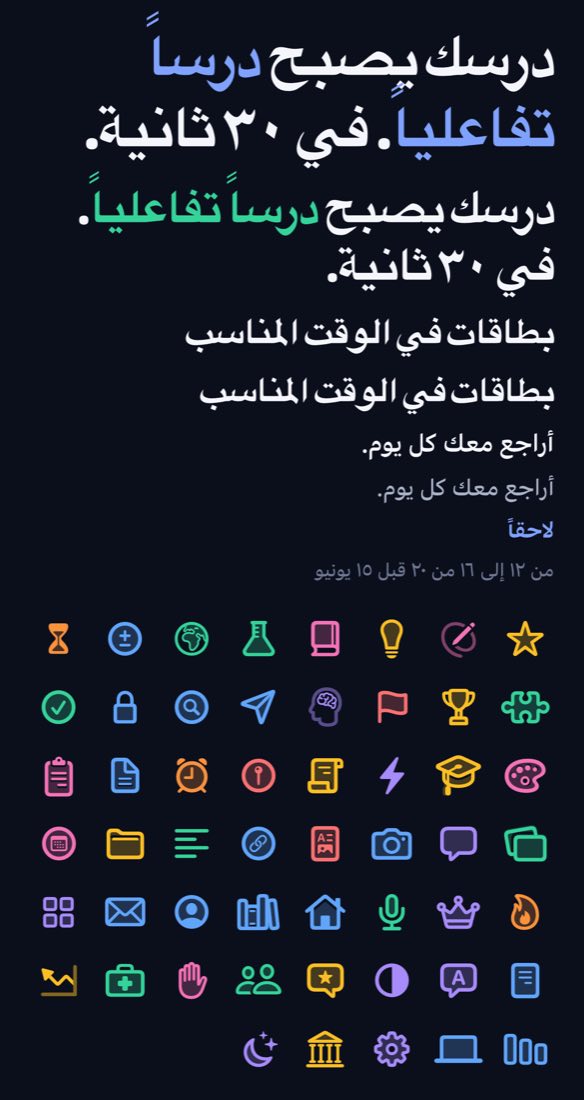 درسك يصبح درساً
تفاعلياً. في ٣٠ ثانية.
درسك يصبح درساً تفاعلياً.
في ٣٠ ثانية.
بطاقات في الوقت المناسب
بطاقات في الوقت المناسب
أراجع معك كل يوم.
أراجع معك كل يوم.
لاحقاً
من ١٢ إلى ١٦ من ٢٠ قبل ١٥ يونيو
A
A